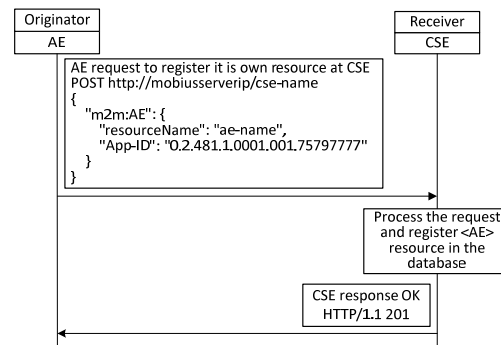 Originator
AE
Receiver
CSE
AE request to register it is own resource at CSE
POST http://mobiusserverip/cse-name
{
"m2m:AE": {
"resourceName": "ae-name",
"App-ID": "0.2.481.1.0001.001.75797777"
}
}
Process the request
and register <AE>
resource in the
database
CSE response OK
HTTP/1.1 201